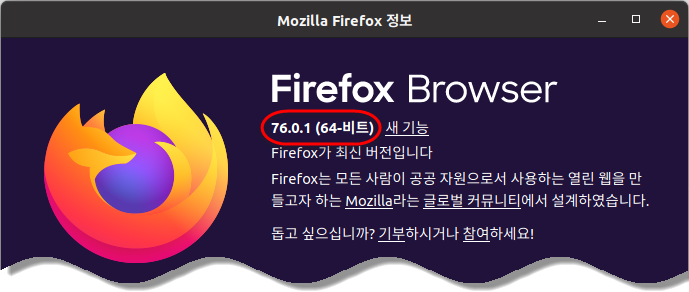 Mozilla Firefox 정보
Firefox Browser
76.0.1 (64-비트) 새 기능
Firefox가 최신 버전입니다
Firefox는 모든 사람이 공공 자원으로서 사용하는 열린 웹을 만
들고자 하는 Mozilla라는 글로벌 커뮤니티에서 설계하였습니다.
돕고 싶으십니까? 기부하시거나 참여하세요!